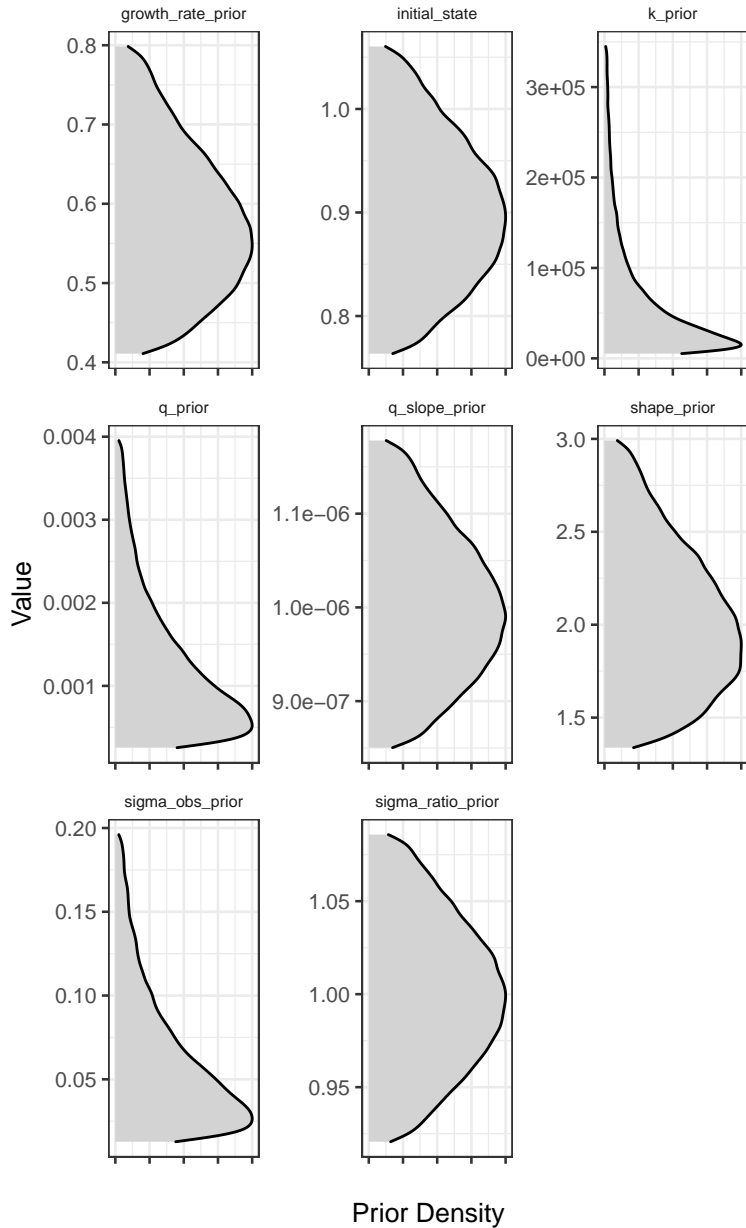 growth_rate_prior initial_state k_prior
0.8
0.7
0.6
0.5
0.4
1.0
0.9
0.8
3e+05
2e+05
1e+05
0e+00
q_prior q_slope_prior shape_prior
0.004
0.003
0.002
0.001
1.1e−06
1.0e−06
9.0e−07
3.0
2.5
2.0
1.5
Value
sigma_obs_prior sigma_ratio_prior
0.20
0.15
0.10
0.05
1.05
1.00
0.95
Prior Density